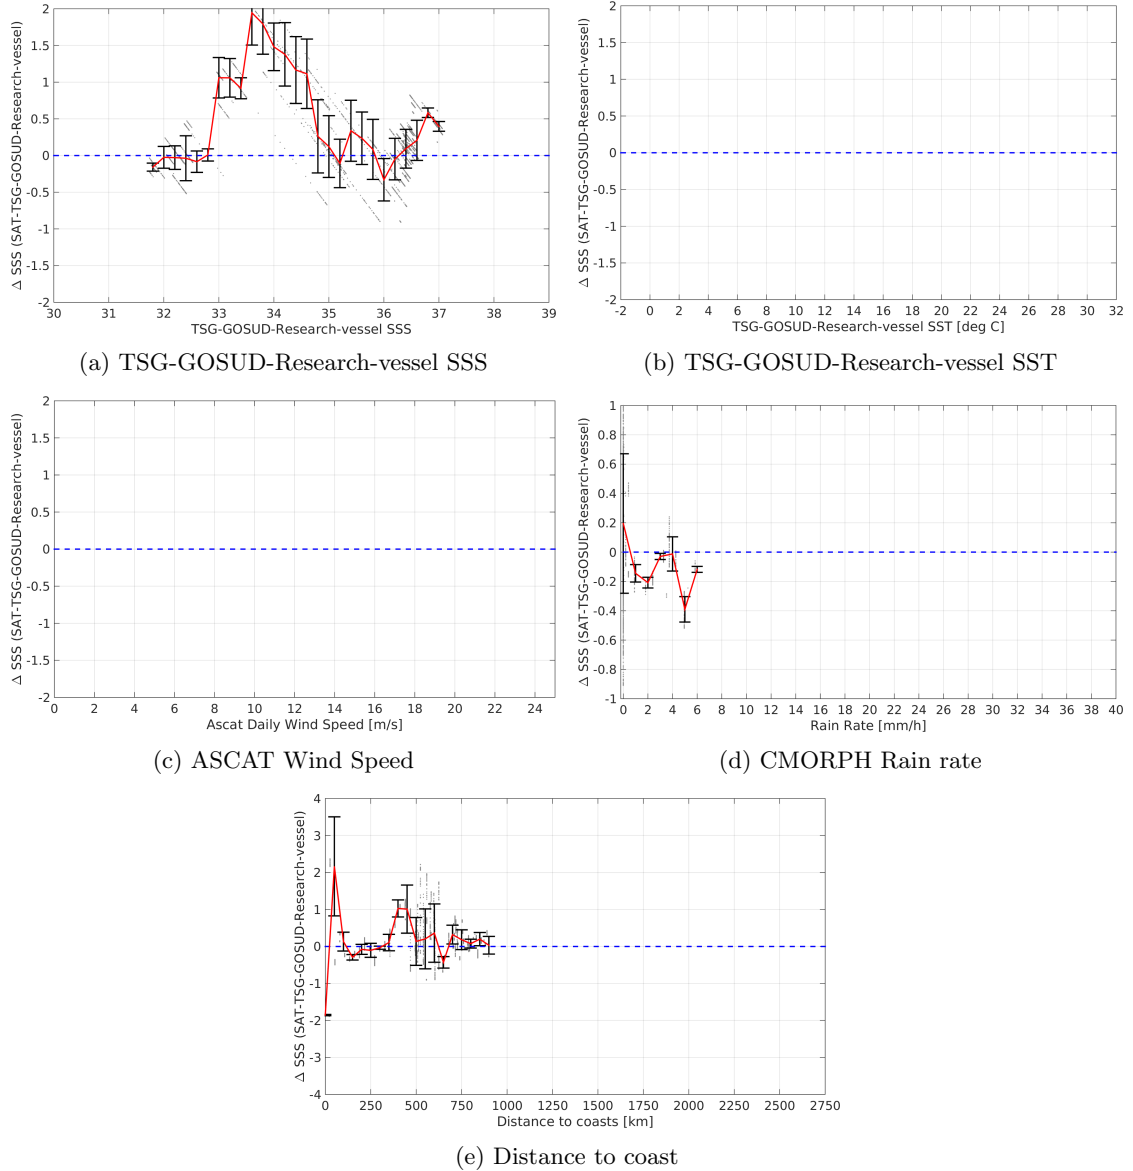 2
1.5
1
0.5
0
-0.5
-1
-1.5
-2
Δ SSS (SAT-TSG-GOSUD-Research-vessel)
30 31 32 33 34 35 36 37 38 39
TSG-GOSUD-Research-vessel SSS
(a) TSG-GOSUD-Research-vessel SSS
2
1.5
1
0.5
0
-0.5
-1
-1.5
-2
Δ SSS (SAT-TSG-GOSUD-Research-vessel)
-2 0 2 4 6 8 10 12 14 16 18 20 22 24 26 28 30 32
TSG-GOSUD-Research-vessel SST [deg C]
(b) TSG-GOSUD-Research-vessel SST
2
1.5
1
0.5
0
-0.5
-1
-1.5
-2
Δ SSS (SAT-TSG-GOSUD-Research-vessel)
0 2 4 6 8 10 12 14 16 18 20 22 24
Ascat Daily Wind Speed [m/s]
(c) ASCAT Wind Speed
1
0.8
0.6
0.4
0.2
0
-0.2
-0.4
-0.6
-0.8
-1
Δ SSS (SAT-TSG-GOSUD-Research-vessel)
0 2 4 6 8 10 12 14 16 18 20 22 24 26 28 30 32 34 36 38 40
Rain Rate [mm/h]
(d) CMORPH Rain rate
4
3
2
1
0
-1
-2
-3
-4
Δ SSS (SAT-TSG-GOSUD-Research-vessel)
0 250 500 750 1000 1250 1500 1750 2000 2250 2500 2750
Distance to coasts [km]
(e) Distance to coast